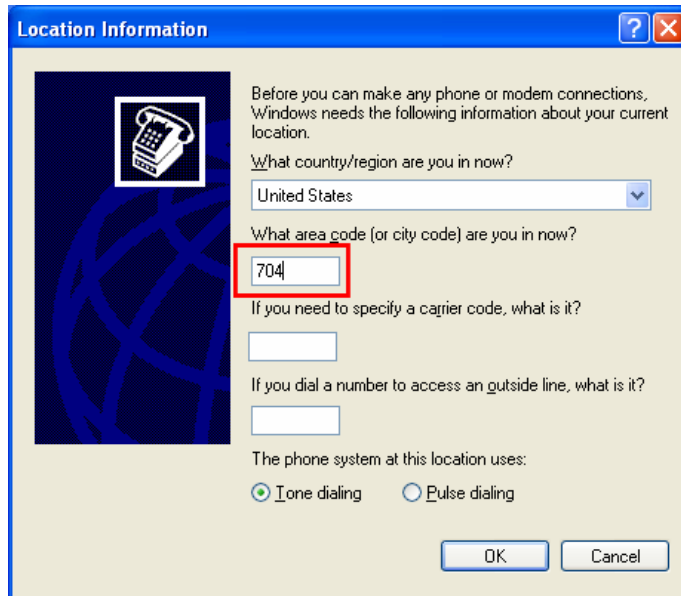 Location Information
Before you can make any phone or modem connections,
Windows needs the following information about your current
location.
What country/region are you in now?
United States
What area code (or city code) are you in now?
704
If you need to specify a carrier code, what is it?
If you dial a number to access an outside line, what is it?
The phone system at this location uses:
Tone dialing Pulse dialing
OK Cancel